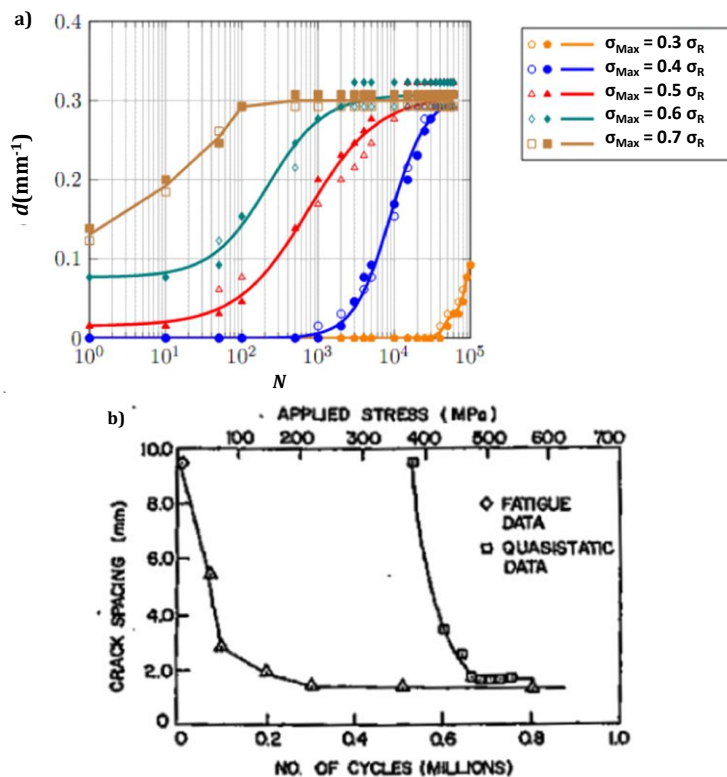 a)
0.4
0.3
0.2
0.1
0
d(mm⁻¹)
10⁰ 10¹ 10² 10³ 10⁴ 10⁵
N
σMax = 0.3 σR
σMax = 0.4 σR
σMax = 0.5 σR
σMax = 0.6 σR
σMax = 0.7 σR
b)
APPLIED STRESS (MPa)
100 200 300 400 500 600 700
10.0
8.0
6.0
4.0
2.0
0
CRACK SPACING (mm)
FATIGUE
DATA
QUASISTATIC
DATA
0 0.2 0.4 0.6 0.8 1.0
NO. OF CYCLES (MILLIONS)